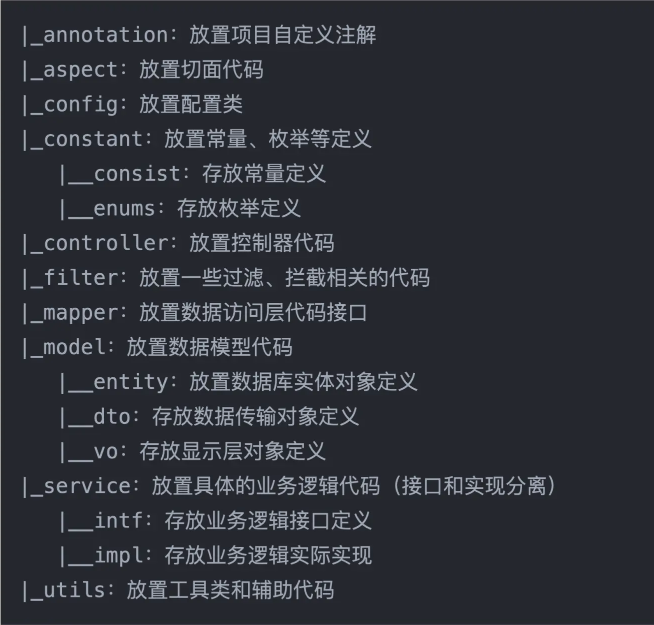 |_annotation：放置项目自定义注解
|_aspect：放置切面代码
|_config：放置配置类
|_constant：放置常量、枚举等定义
   |__consist：存放常量定义
   |__enums：存放枚举定义
|_controller：放置控制器代码
|_filter：放置一些过滤、拦截相关的代码
|_mapper：放置数据访问层代码接口
|_model：放置数据模型代码
   |__entity：放置数据库实体对象定义
   |__dto：存放数据传输对象定义
   |__vo：存放显示层对象定义
|_service：放置具体的业务逻辑代码（接口和实现分离）
   |__intf：存放业务逻辑接口定义
   |__impl：存放业务逻辑实际实现
|_utils：放置工具类和辅助代码